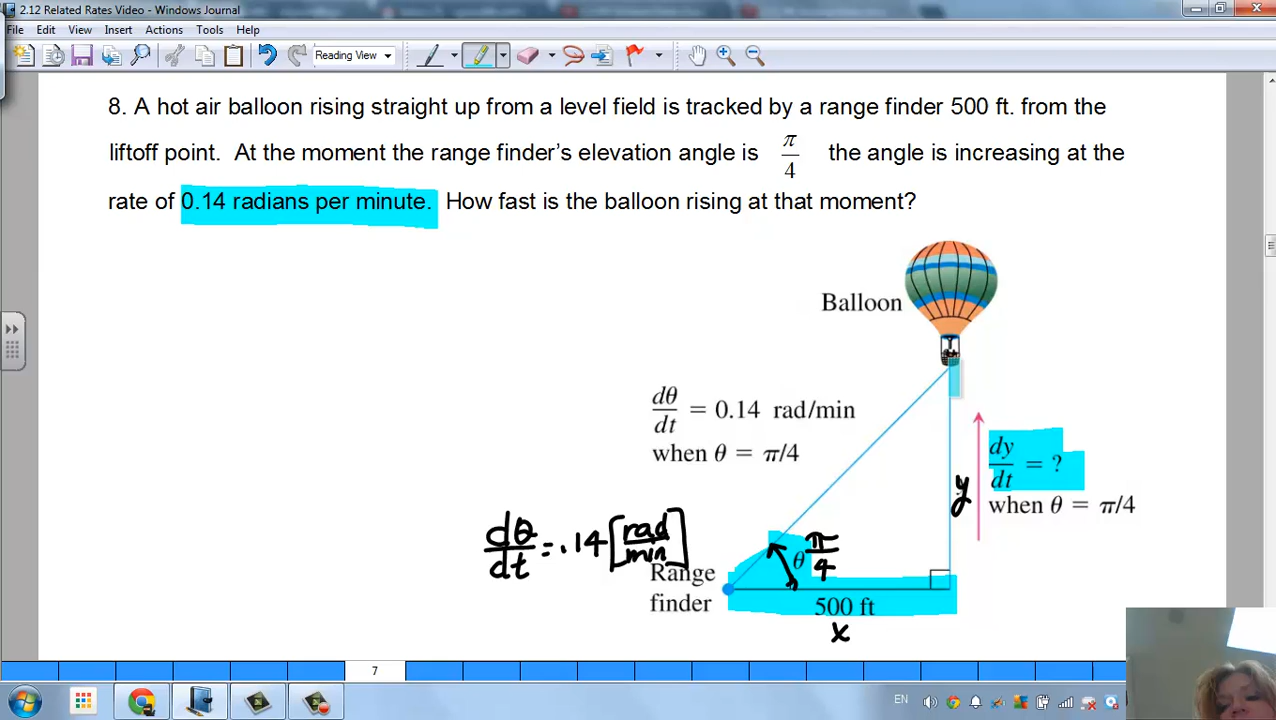 2.12 Related Rates Video - Windows Journal
File Edit View Insert Actions Tools Help
Reading View
8. A hot air balloon rising straight up from a level field is tracked by a range finder 500 ft. from the
liftoff point. At the moment the range finder's elevation angle is π/4 the angle is increasing at the
rate of 0.14 radians per minute. How fast is the balloon rising at that moment?
Balloon
dθ/dt = 0.14 rad/min
when θ = π/4
dy/dt = ?
when θ = π/4
y
dθ/dt = .14 [rad/min]
θ π/4
Range
finder
500 ft
x
7
EN